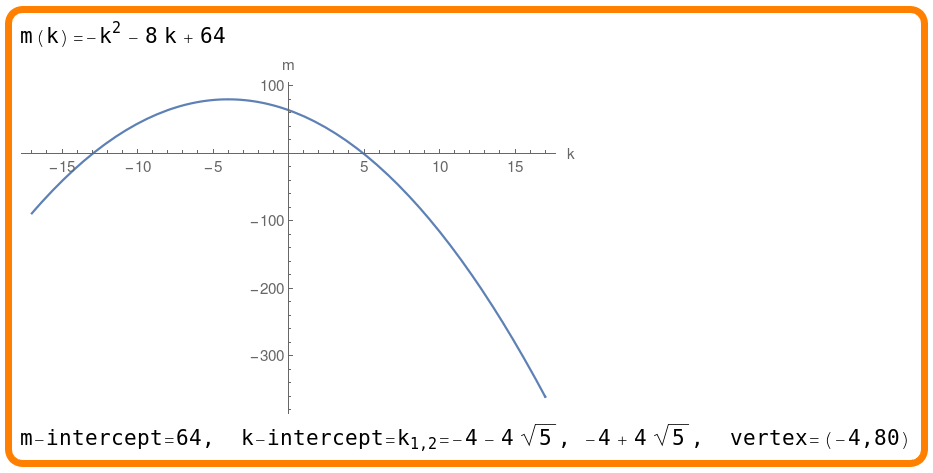 m(k)=-k² - 8 k + 64
m
100
k
-15 -10 -5 5 10 15
-100
-200
-300
m-intercept=64, k-intercept=k₁,₂=-4 - 4 √5, -4 + 4 √5, vertex=(-4,80)